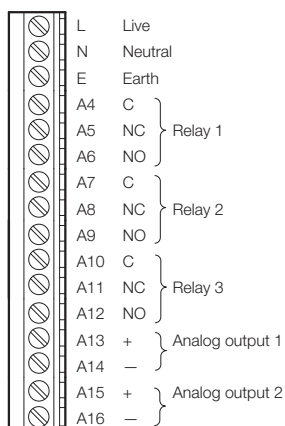 L Live
N Neutral
E Earth
A4 C
A5 NC Relay 1
A6 NO
A7 C
A8 NC Relay 2
A9 NO
A10 C
A11 NC Relay 3
A12 NO
A13 + Analog output 1
A14 –
A15 + Analog output 2
A16 –